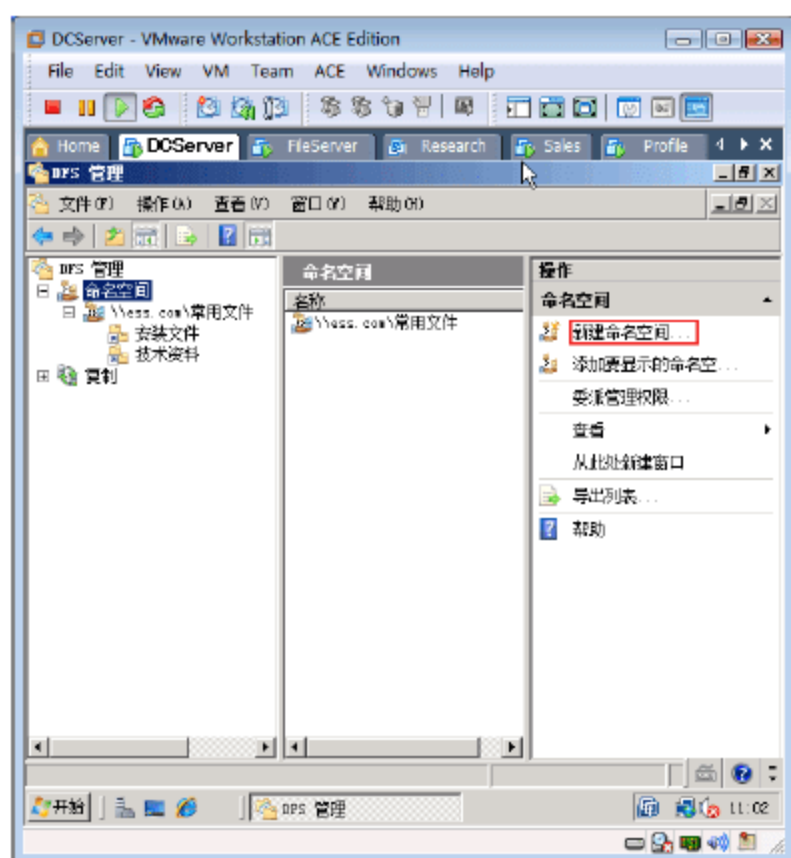 DCServer - VMware Workstation ACE Edition
File Edit View VM Team ACE Windows Help
Home DCServer FileServer Research Sales Profile
DFS 管理
文件(F) 操作(A) 查看(V) 窗口(W) 帮助(H)
DFS 管理
命名空间
\\ess.com\常用文件
安装文件
技术资料
复制
命名空间
名称
\\ess.com\常用文件
操作
命名空间
新建命名空间...
添加要显示的命名空...
委派管理权限...
查看
从此处新建窗口
导出列表...
帮助
开始 DFS 管理 11:02